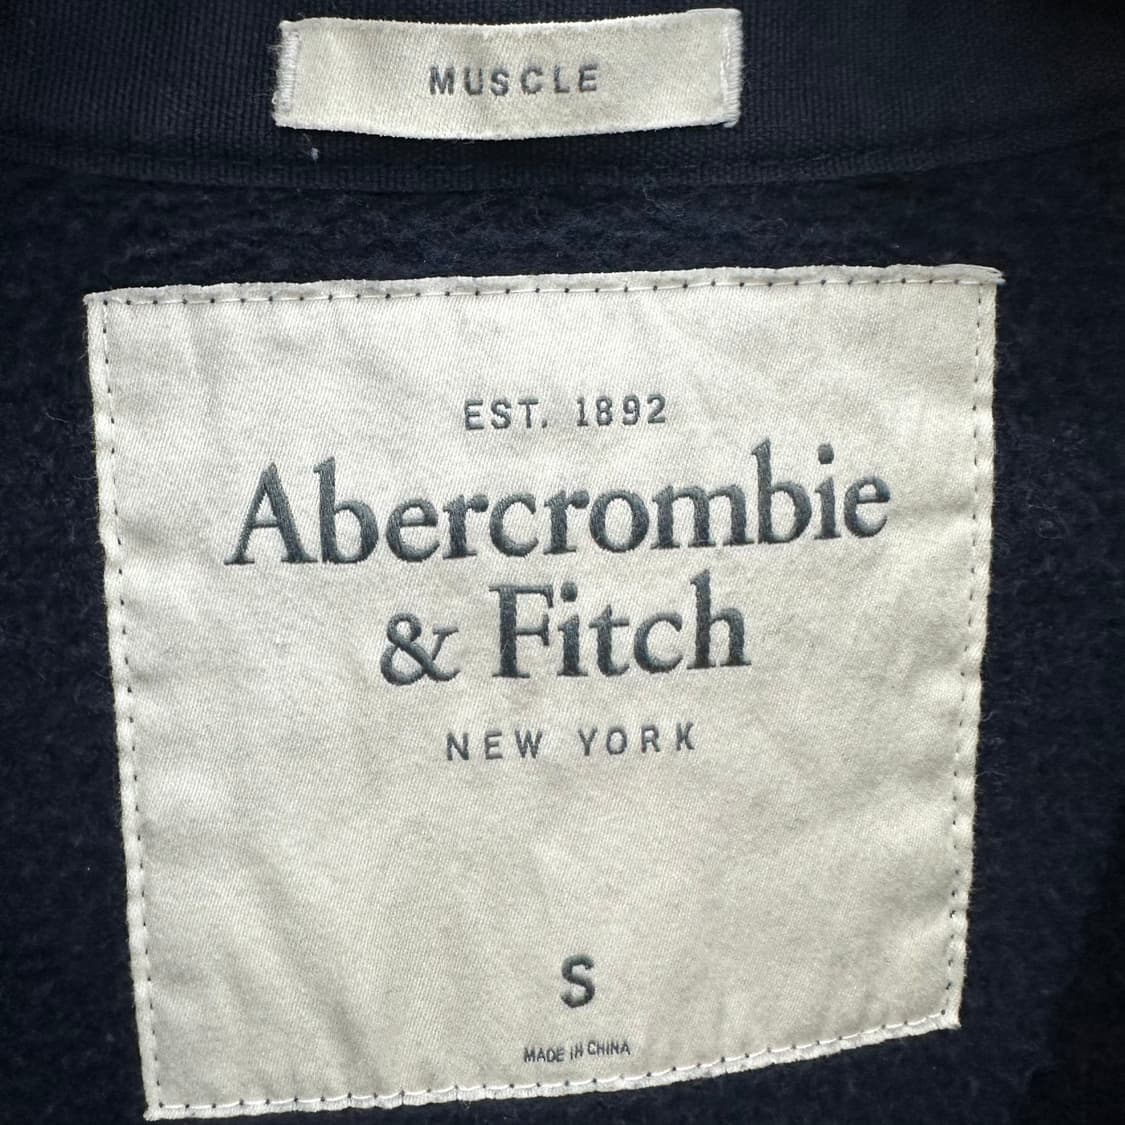 MUSCLE
EST. 1892
Abercrombie
& Fitch
NEW YORK
S
MADE IN CHINA